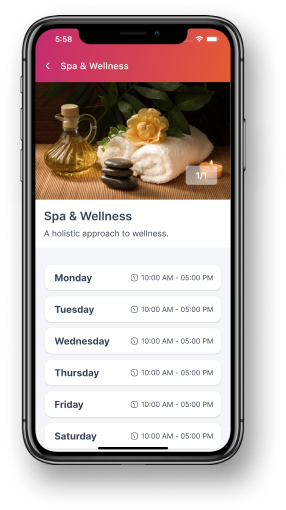 5:58
Spa & Wellness
1/1
Spa & Wellness
A holistic approach to wellness.
Monday 10:00 AM - 05:00 PM
Tuesday 10:00 AM - 05:00 PM
Wednesday 10:00 AM - 05:00 PM
Thursday 10:00 AM - 05:00 PM
Friday 10:00 AM - 05:00 PM
Saturday 10:00 AM - 05:00 PM